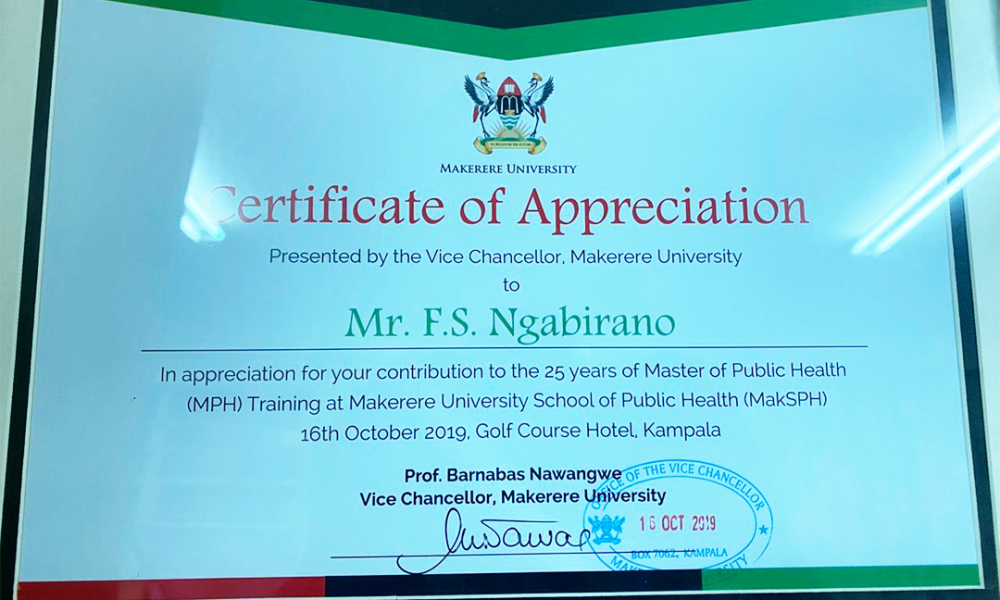 MAKERERE UNIVERSITY
Certificate of Appreciation
Presented by the Vice Chancellor, Makerere University
to
Mr. F.S. Ngabirano
In appreciation for your contribution to the 25 years of Master of Public Health
(MPH) Training at Makerere University School of Public Health (MakSPH)
16th October 2019, Golf Course Hotel, Kampala
Prof. Barnabas Nawangwe
Vice Chancellor, Makerere University
OFFICE OF THE VICE CHANCELLOR
16 OCT 2019
BOX 7062, KAMPALA